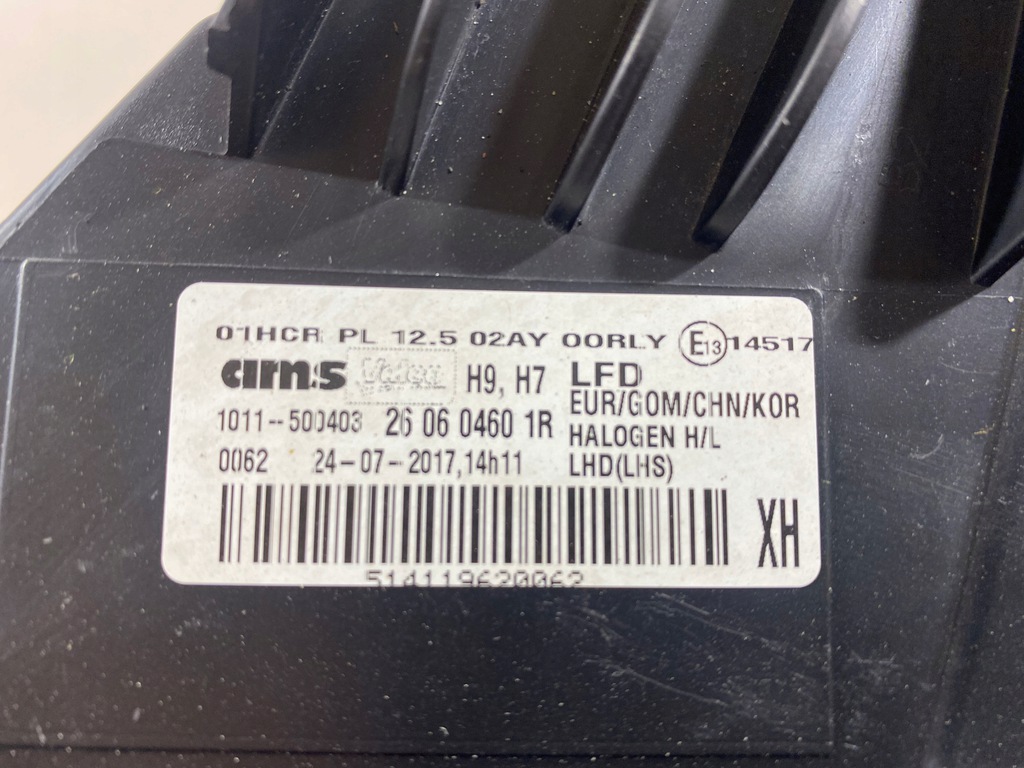 01HCR PL 12.5 02AY 00RLY E13 14517
ams Valeo H9, H7 LFD
EUR/GOM/CHN/KOR
1011--500403 26 06 0460 1R HALOGEN H/L
0062 24-07-2017,14h11 LHD(LHS)
XH
514119620062